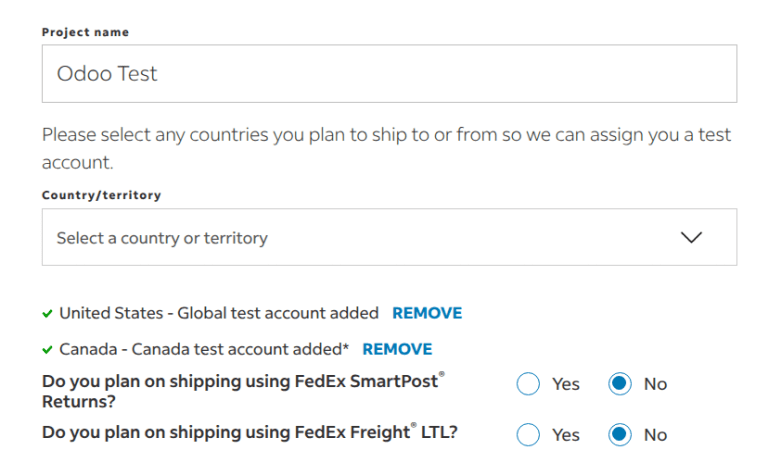 Project name
Odoo Test
Please select any countries you plan to ship to or from so we can assign you a test
account.
Country/territory
Select a country or territory
United States - Global test account added REMOVE
Canada - Canada test account added* REMOVE
Do you plan on shipping using FedEx SmartPost®
Returns?
Yes No
Do you plan on shipping using FedEx Freight® LTL? Yes No